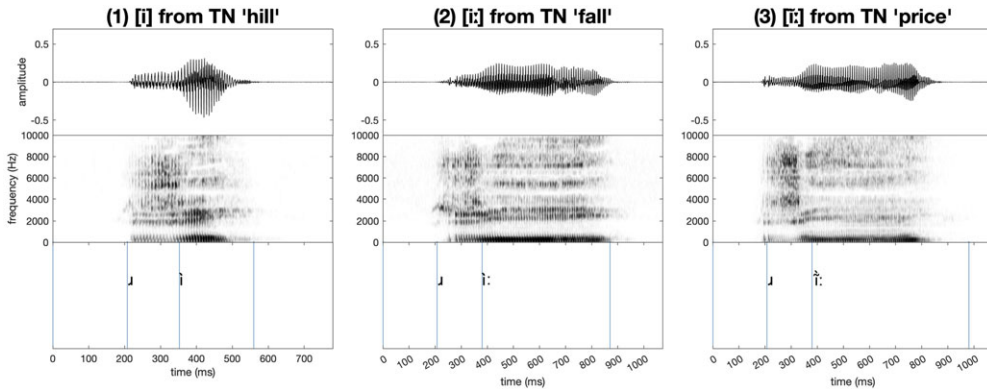 (1) [i] from TN 'hill'
(2) [iː] from TN 'fall'
(3) [ĩː] from TN 'price'
amplitude
0.5
0
-0.5
0.5
0
-0.5
0.5
0
-0.5
frequency (Hz)
10000
8000
6000
4000
2000
0
10000
8000
6000
4000
2000
0
10000
8000
6000
4000
2000
0
ɹ ì
ɹ ìː
ɹ ĩ̀ː
0 100 200 300 400 500 600 700
0 100 200 300 400 500 600 700 800 900 1000
0 100 200 300 400 500 600 700 800 900 1000
time (ms)
time (ms)
time (ms)